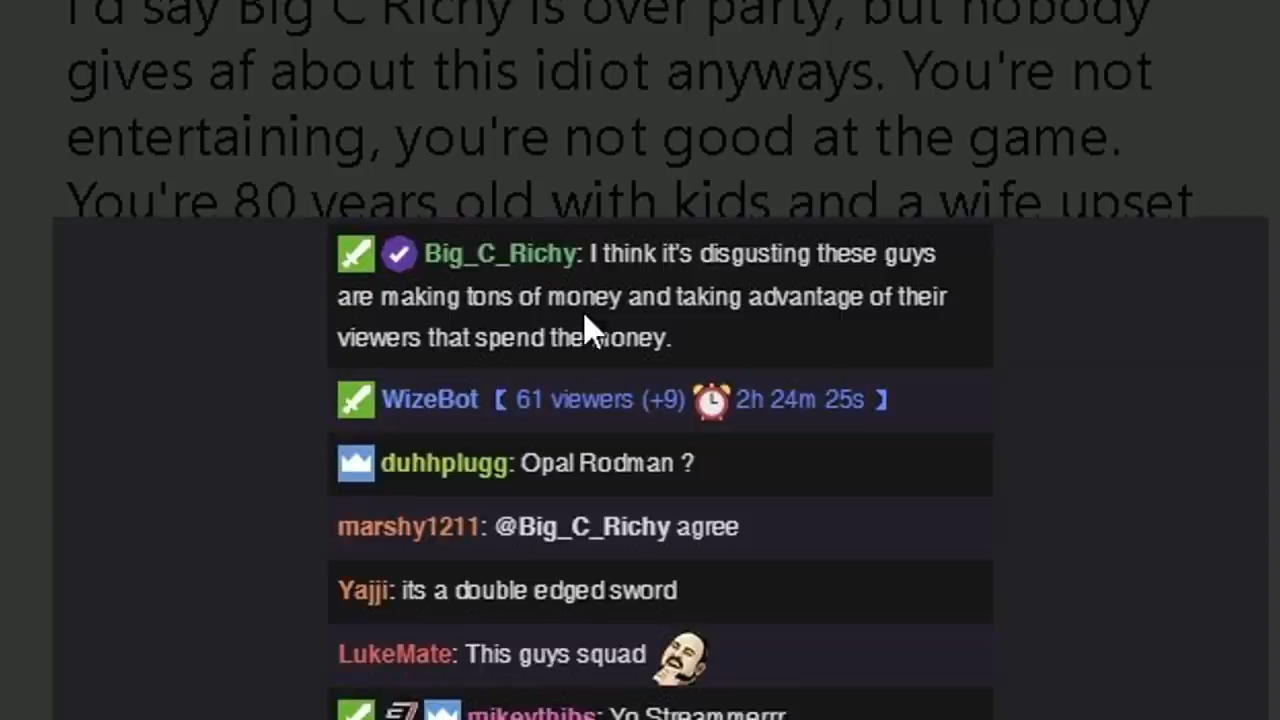 I'd say Big C Richy is over party, but nobody
gives af about this idiot anyways. You're not
entertaining, you're not good at the game.
You're 80 years old with kids and a wife upset
Big_C_Richy: I think it's disgusting these guys
are making tons of money and taking advantage of their
viewers that spend the money.
WizeBot 【 61 viewers (+9) 2h 24m 25s 】
duhhplugg: Opal Rodman ?
marshy1211: @Big_C_Richy agree
Yajji: its a double edged sword
LukeMate: This guys squad
mikeythibs: Yo Streammerrr